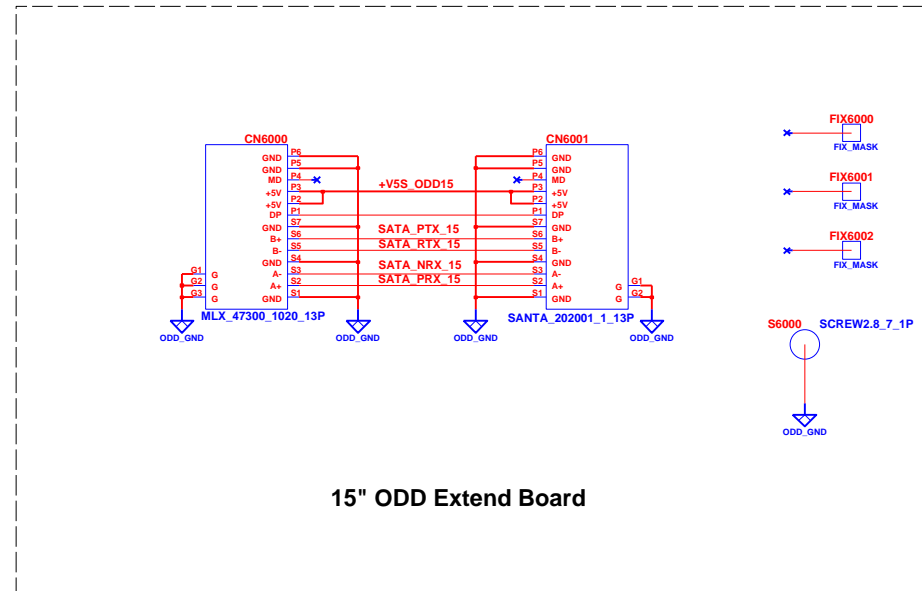 CN6000
GND P6
GND P5
MD P4
+5V P3
+5V P2
DP P1
GND S7
B+ S6
B- S5
GND S4
G1 G A- S3
G2 G A+ S2
G3 G GND S1
MLX_47300_1020_13P
ODD_GND
ODD_GND
+V5S_ODD15
SATA_PTX_15
SATA_RTX_15
SATA_NRX_15
SATA_PRX_15
CN6001
P6 GND
P5 GND
P4 MD
P3 +5V
P2 +5V
P1 DP
S7 GND
S6 B+
S5 B-
S4 GND
S3 A- G G1
S2 A+ G G2
S1 GND
SANTA_202001_1_13P
ODD_GND
ODD_GND
FIX6000
FIX_MASK
FIX6001
FIX_MASK
FIX6002
FIX_MASK
S6000 SCREW2.8_7_1P
ODD_GND
15" ODD Extend Board